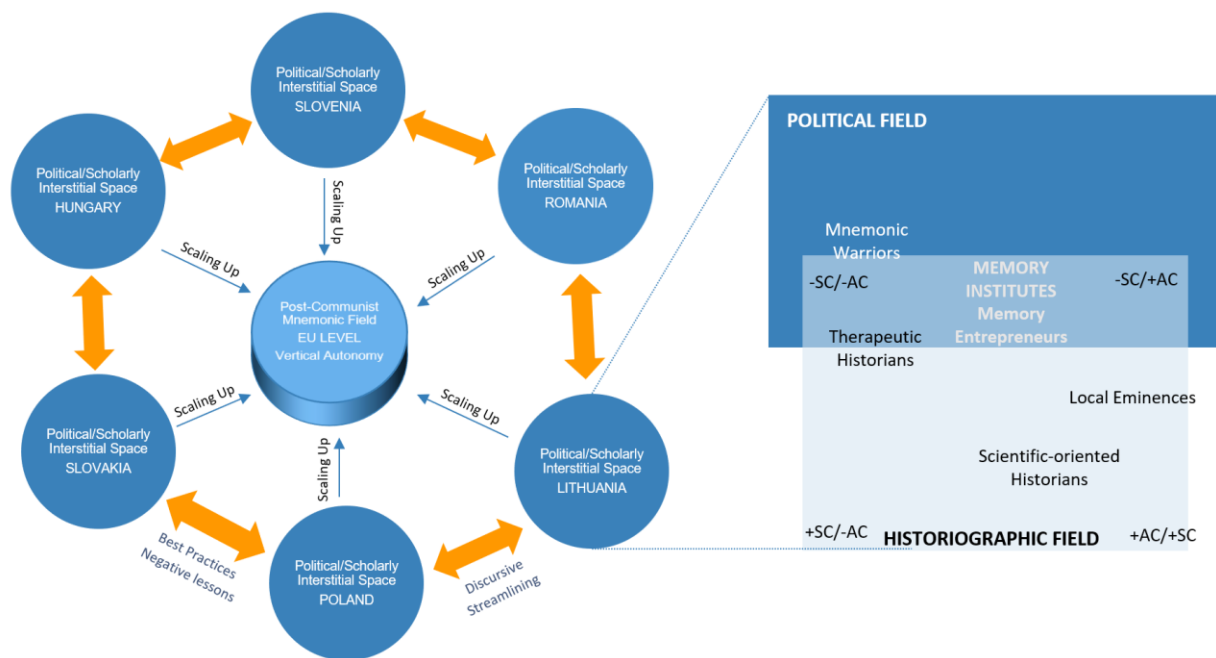 Political/Scholarly
Interstitial Space
SLOVENIA
Political/Scholarly
Interstitial Space
HUNGARY
Political/Scholarly
Interstitial Space
ROMANIA
Scaling Up
Scaling Up
Scaling Up
Post-Communist
Mnemonic Field
EU LEVEL
Vertical Autonomy
Scaling Up
Scaling Up
Scaling Up
Political/Scholarly
Interstitial Space
SLOVAKIA
Political/Scholarly
Interstitial Space
LITHUANIA
Political/Scholarly
Interstitial Space
POLAND
Best Practices
Negative lessons
Discursive
Streamlining
POLITICAL FIELD
Mnemonic
Warriors
-SC/-AC
MEMORY
INSTITUTES
Memory
Entrepreneurs
-SC/+AC
Therapeutic
Historians
Local Eminences
Scientific-oriented
Historians
+SC/-AC
HISTORIOGRAPHIC FIELD
+AC/+SC